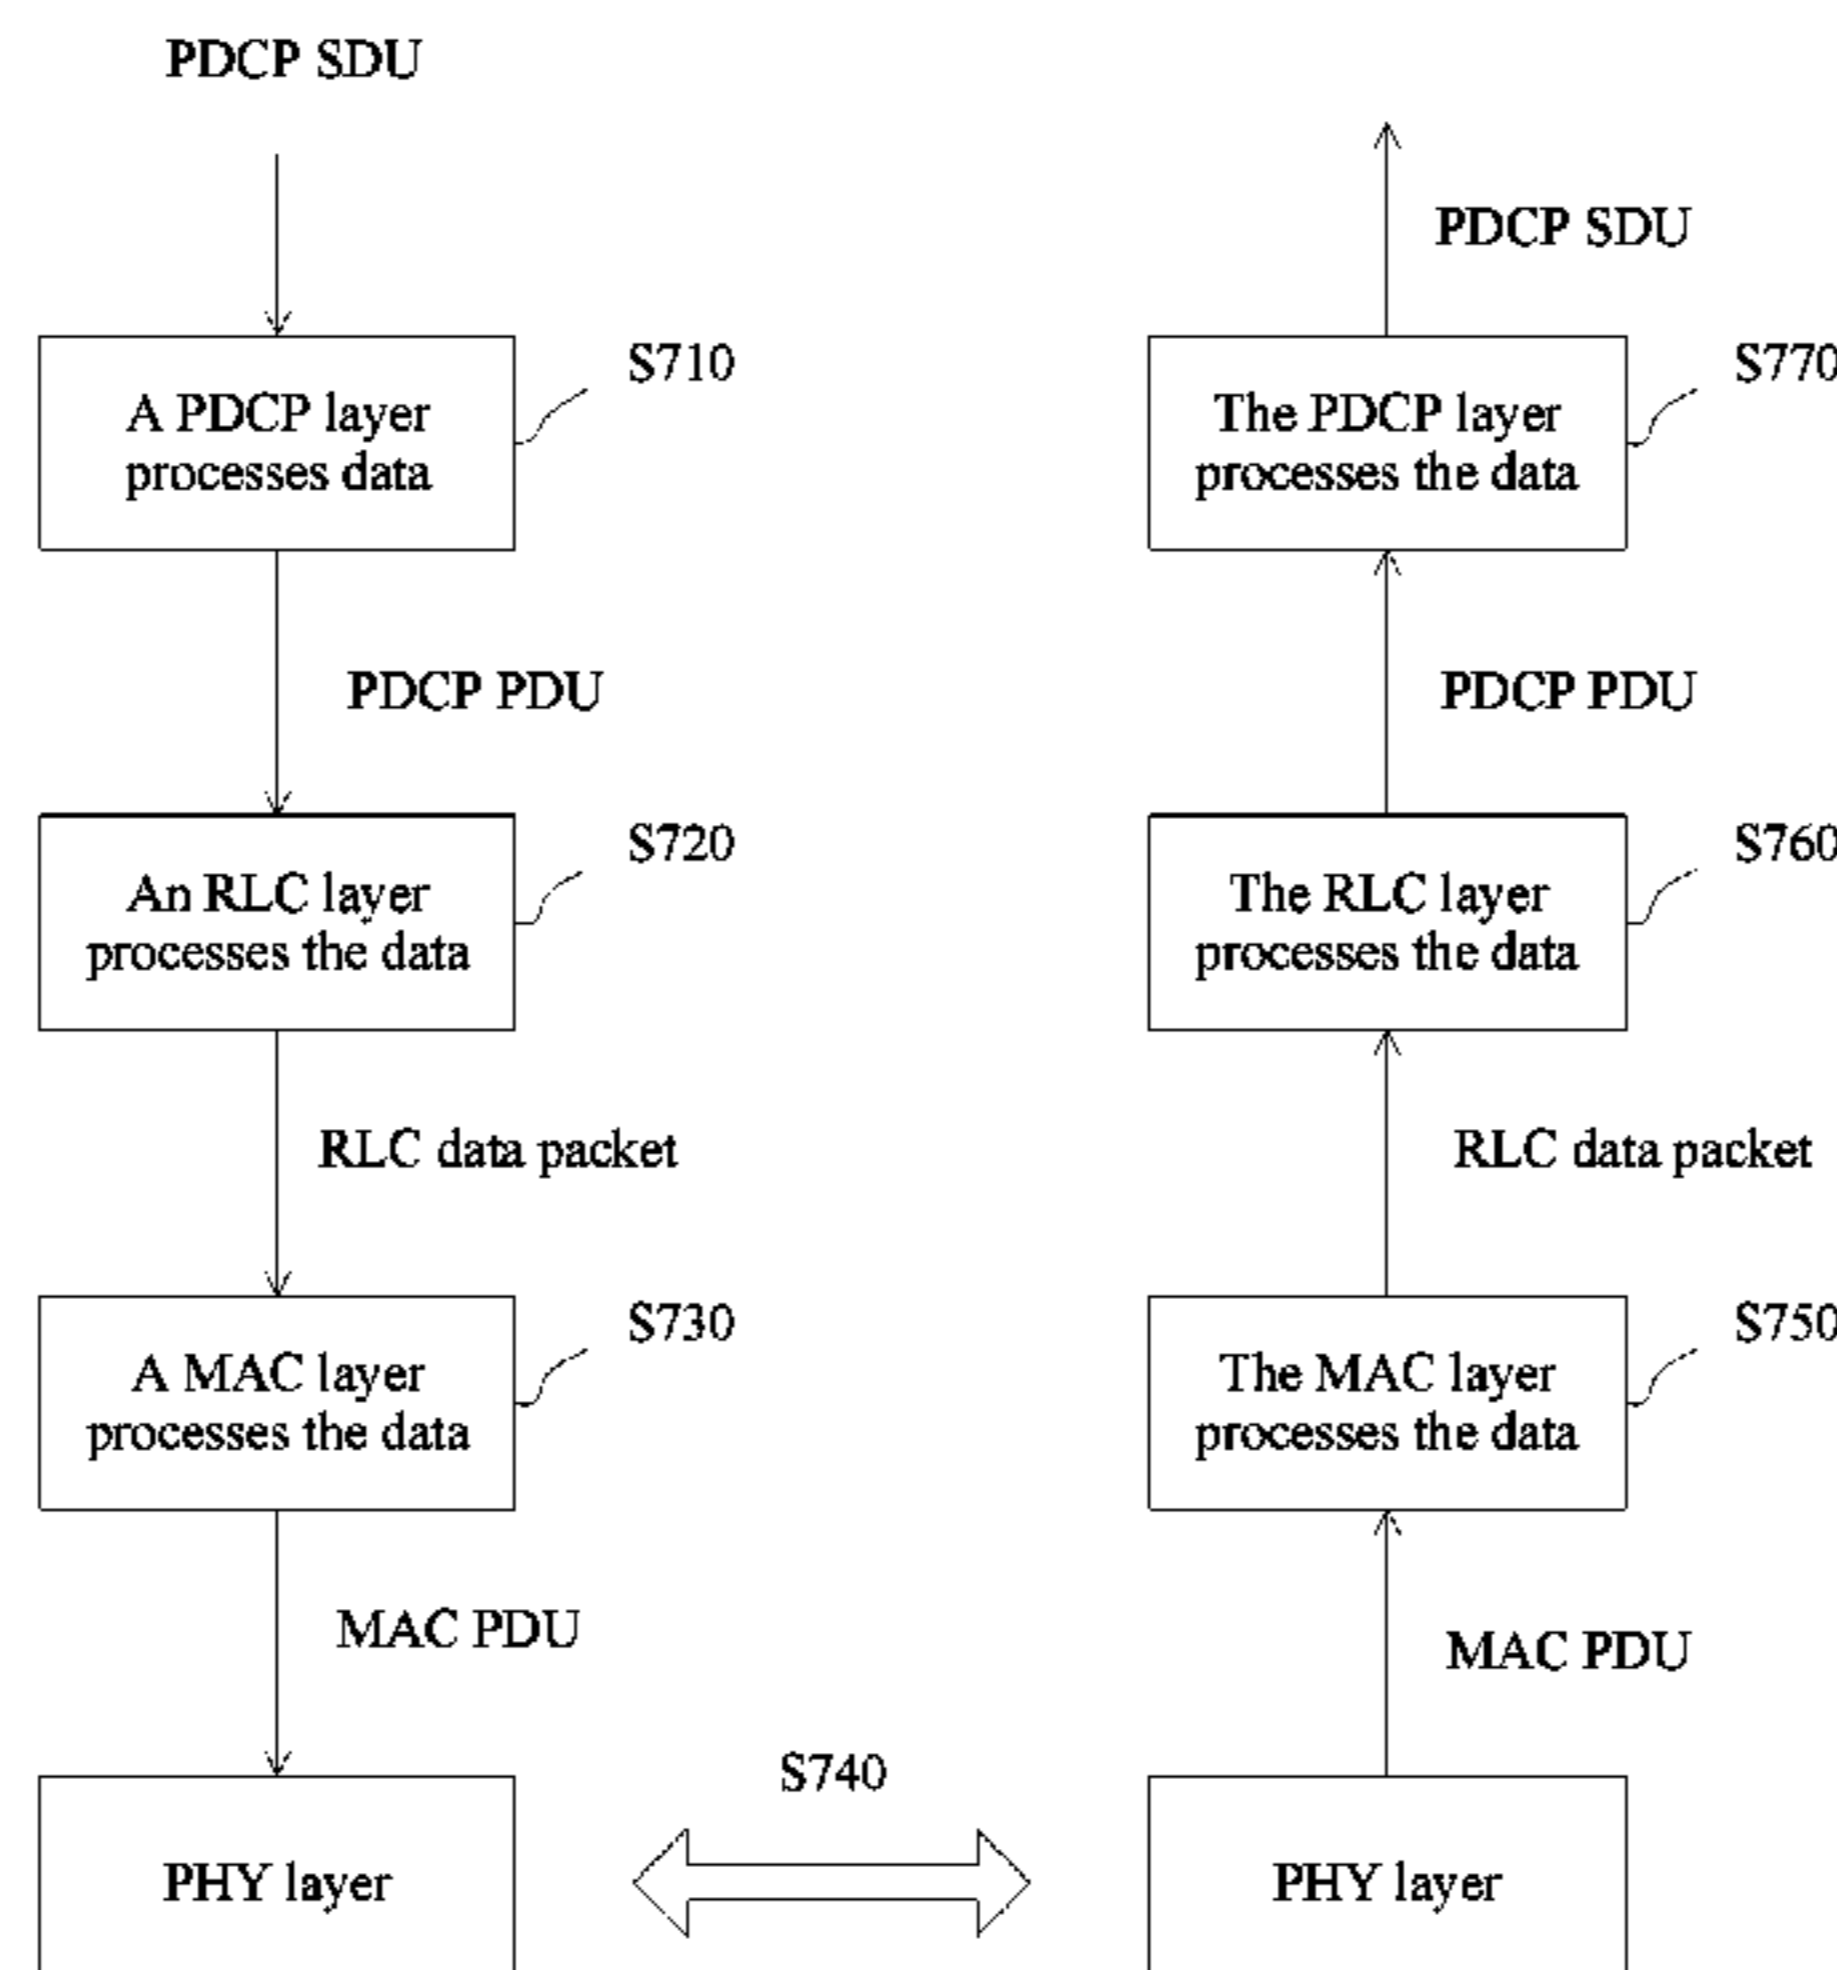 PDCP SDU
A PDCP layer
processes data
S710
PDCP PDU
An RLC layer
processes the data
S720
RLC data packet
A MAC layer
processes the data
S730
MAC PDU
PHY layer
S740
PHY layer
MAC PDU
The MAC layer
processes the data
S750
RLC data packet
The RLC layer
processes the data
S760
PDCP PDU
The PDCP layer
processes the data
S770
PDCP SDU